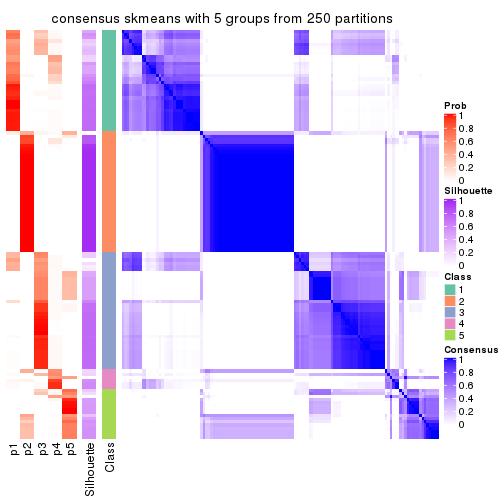 consensus skmeans with 5 groups from 250 partitions
Prob
1
0.8
0.6
0.4
0.2
0
Silhouette
1
0.8
0.6
0.4
0.2
0
Class
1
2
3
4
5
Consensus
1
0.8
0.6
0.4
0.2
0
p1
p2
p3
p4
p5
Silhouette
Class